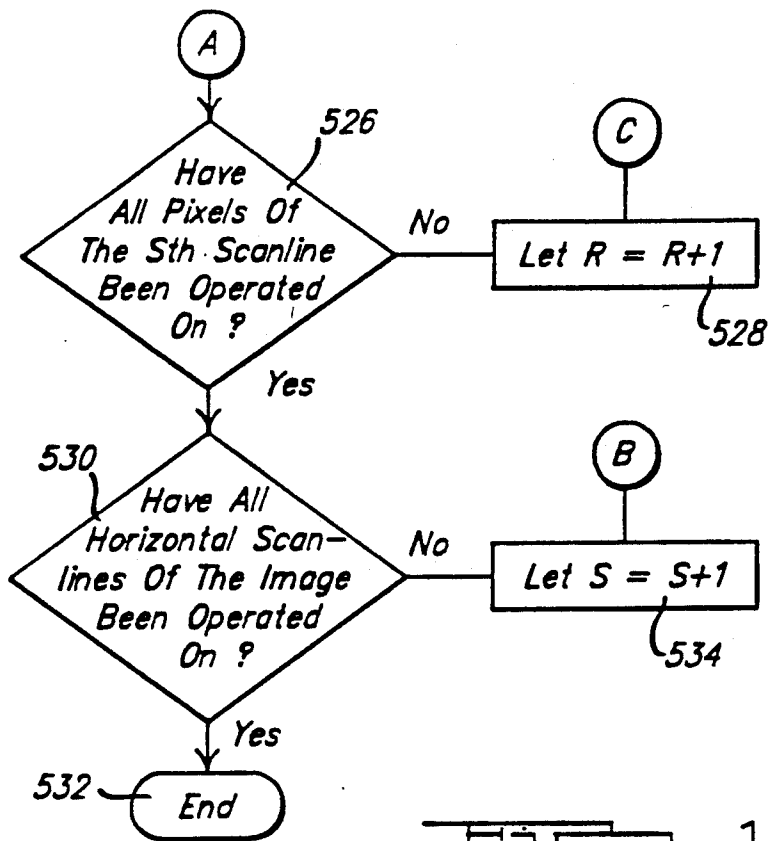 A
526
Have
All Pixels Of
The Sth Scanline
Been Operated
On ?
No
C
Let R = R+1
528
Yes
530
Have All
Horizontal Scan-
lines Of The Image
Been Operated
On ?
No
B
Let S = S+1
534
Yes
532
End